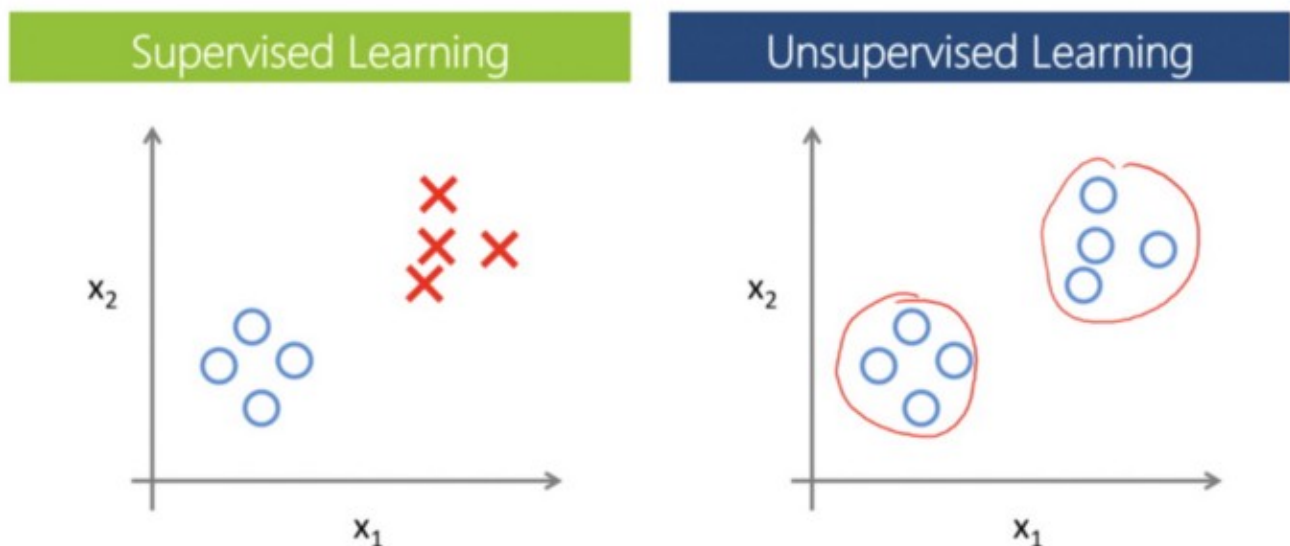 Supervised Learning
Unsupervised Learning
x₂
x₁
x₂
x₁